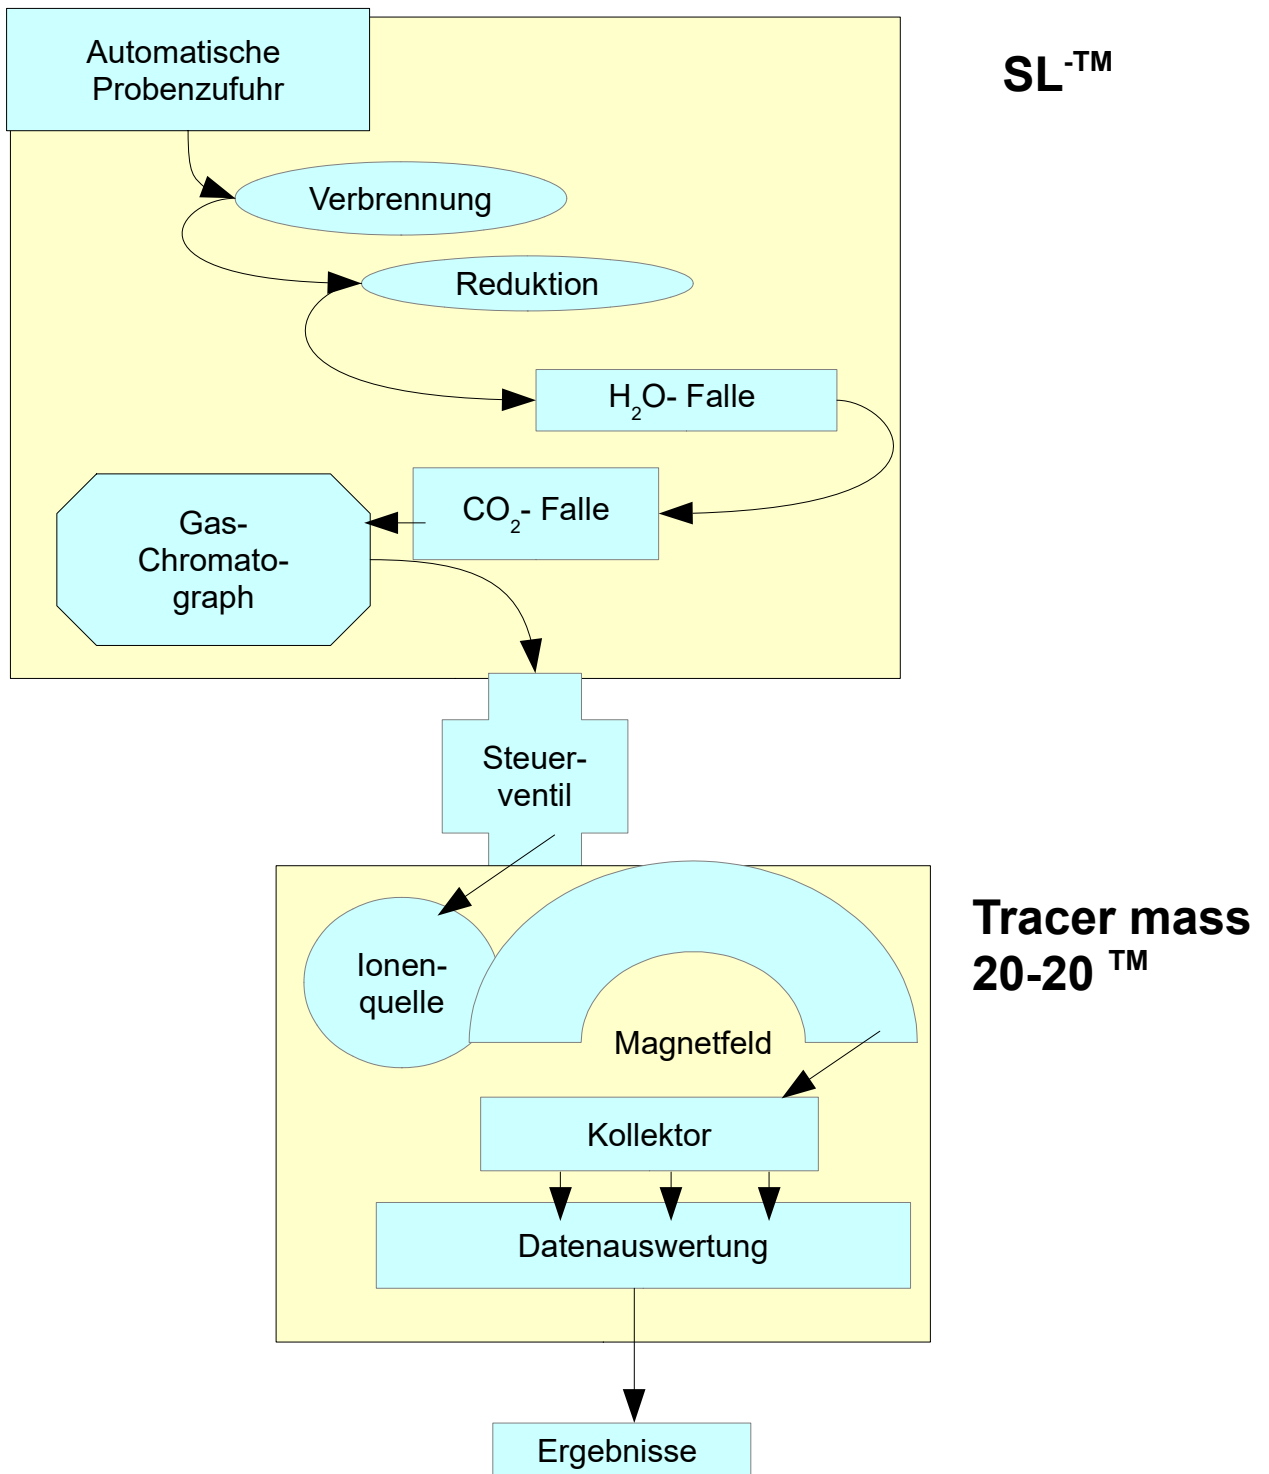 Automatische
Probenzufuhr
SL-TM
Verbrennung
Reduktion
H2O- Falle
CO2- Falle
Gas-
Chromato-
graph
Steuer-
ventil
Tracer mass
20-20 TM
Ionen-
quelle
Magnetfeld
Kollektor
Datenauswertung
Ergebnisse